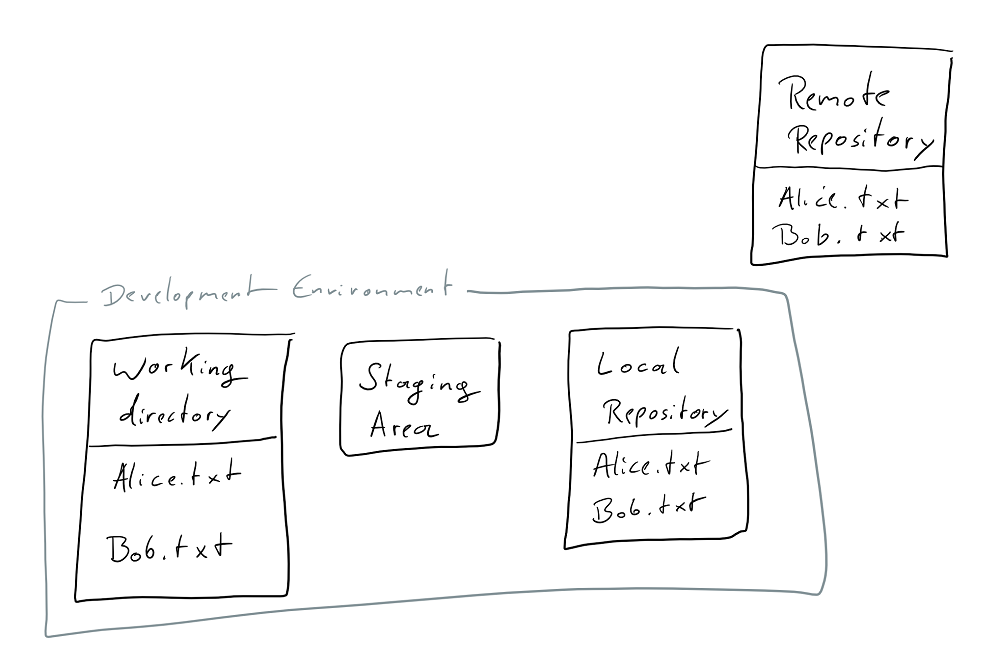 Remote
Repository
Alice.txt
Bob.txt
Development Environment
Working
directory
Alice.txt
Bob.txt
Staging
Area
Local
Repository
Alice.txt
Bob.txt